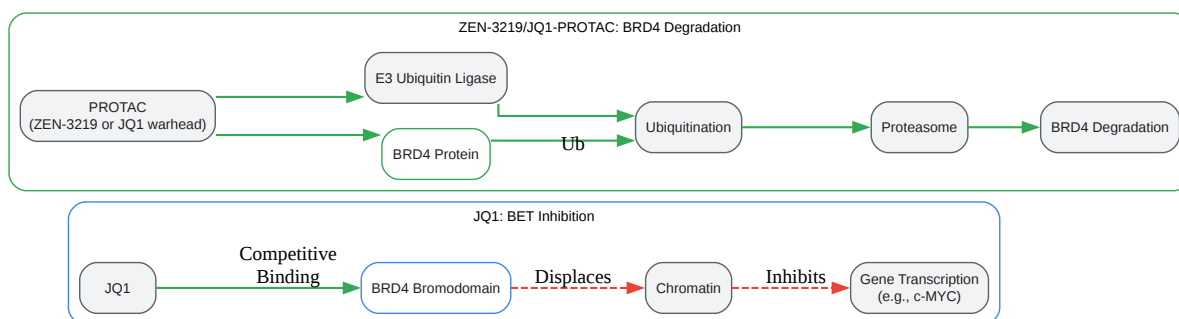 ZEN-3219/JQ1-PROTAC: BRD4 Degradation
PROTAC
(ZEN-3219 or JQ1 warhead)
E3 Ubiquitin Ligase
BRD4 Protein
Ub
Ubiquitination
Proteasome
BRD4 Degradation
JQ1: BET Inhibition
JQ1
Competitive
Binding
BRD4 Bromodomain
Displaces
Chromatin
Inhibits
Gene Transcription
(e.g., c-MYC)